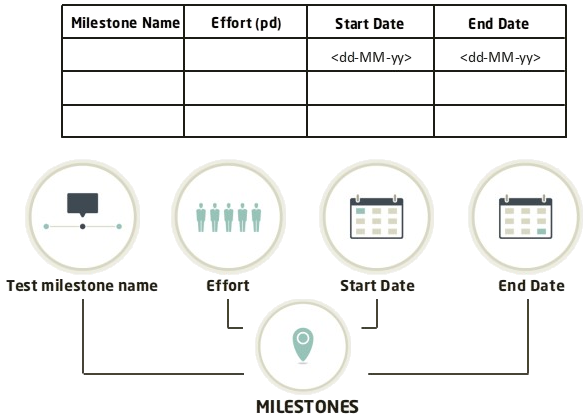 Milestone Name Effort (pd) Start Date End Date
<dd-MM-yy> <dd-MM-yy>
Test milestone name Effort Start Date End Date
MILESTONES